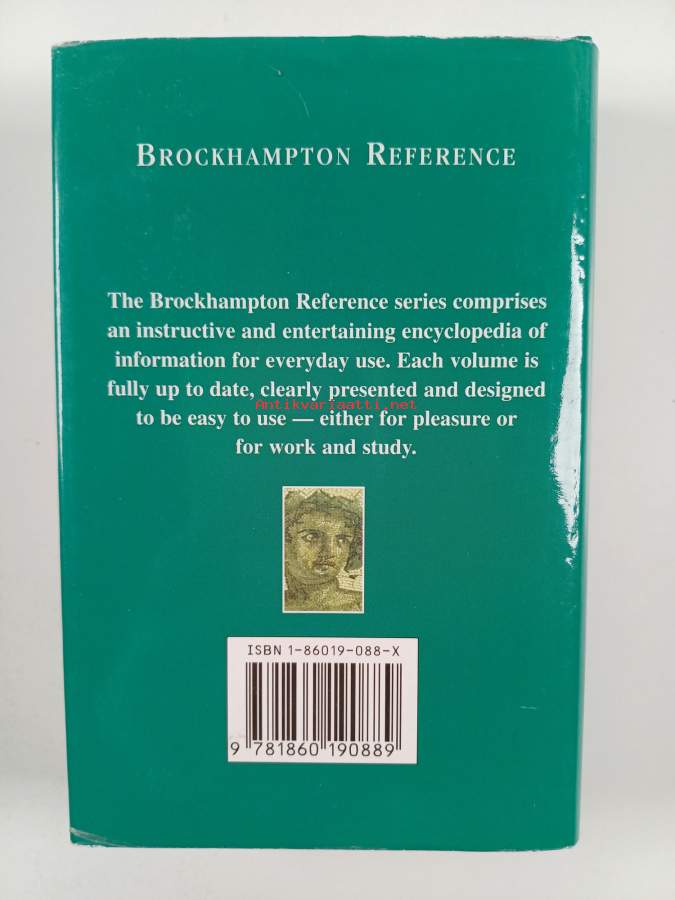 BROCKHAMPTON REFERENCE
The Brockhampton Reference series comprises
an instructive and entertaining encyclopedia of
information for everyday use. Each volume is
fully up to date, clearly presented and designed
Antikvariaatti.net
to be easy to use — either for pleasure or
for work and study.
ISBN 1-86019-088-X
9 781860 190889